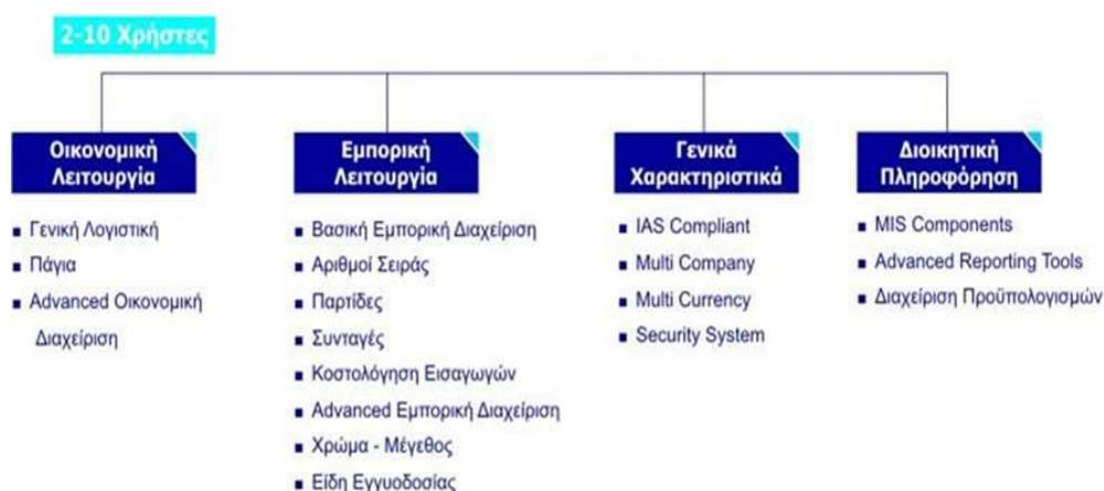 2-10 Χρήστες
Οικονομική
Λειτουργία
■ Γενική Λογιστική
■ Πάγια
■ Advanced Οικονομική
Διαχείριση
Εμπορική
Λειτουργία
■ Βασική Εμπορική Διαχείριση
■ Αριθμοί Σειράς
■ Παρτίδες
■ Συνταγές
■ Κοστολόγηση Εισαγωγών
■ Advanced Εμπορική Διαχείριση
■ Χρώμα - Μέγεθος
■ Είδη Εγγυοδοσίας
Γενικά
Χαρακτηριστικά
■ IAS Compliant
■ Multi Company
■ Multi Currency
■ Security System
Διοικητική
Πληροφόρηση
■ MIS Components
■ Advanced Reporting Tools
■ Διαχείριση Προϋπολογισμών